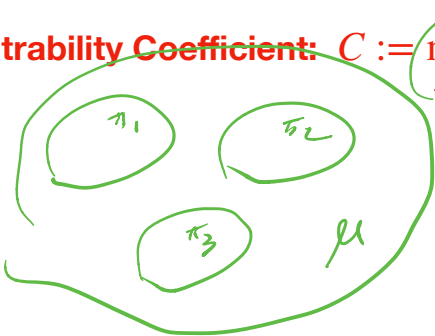 trability Coefficient: C :=
π₁ π₂
π₃ μ